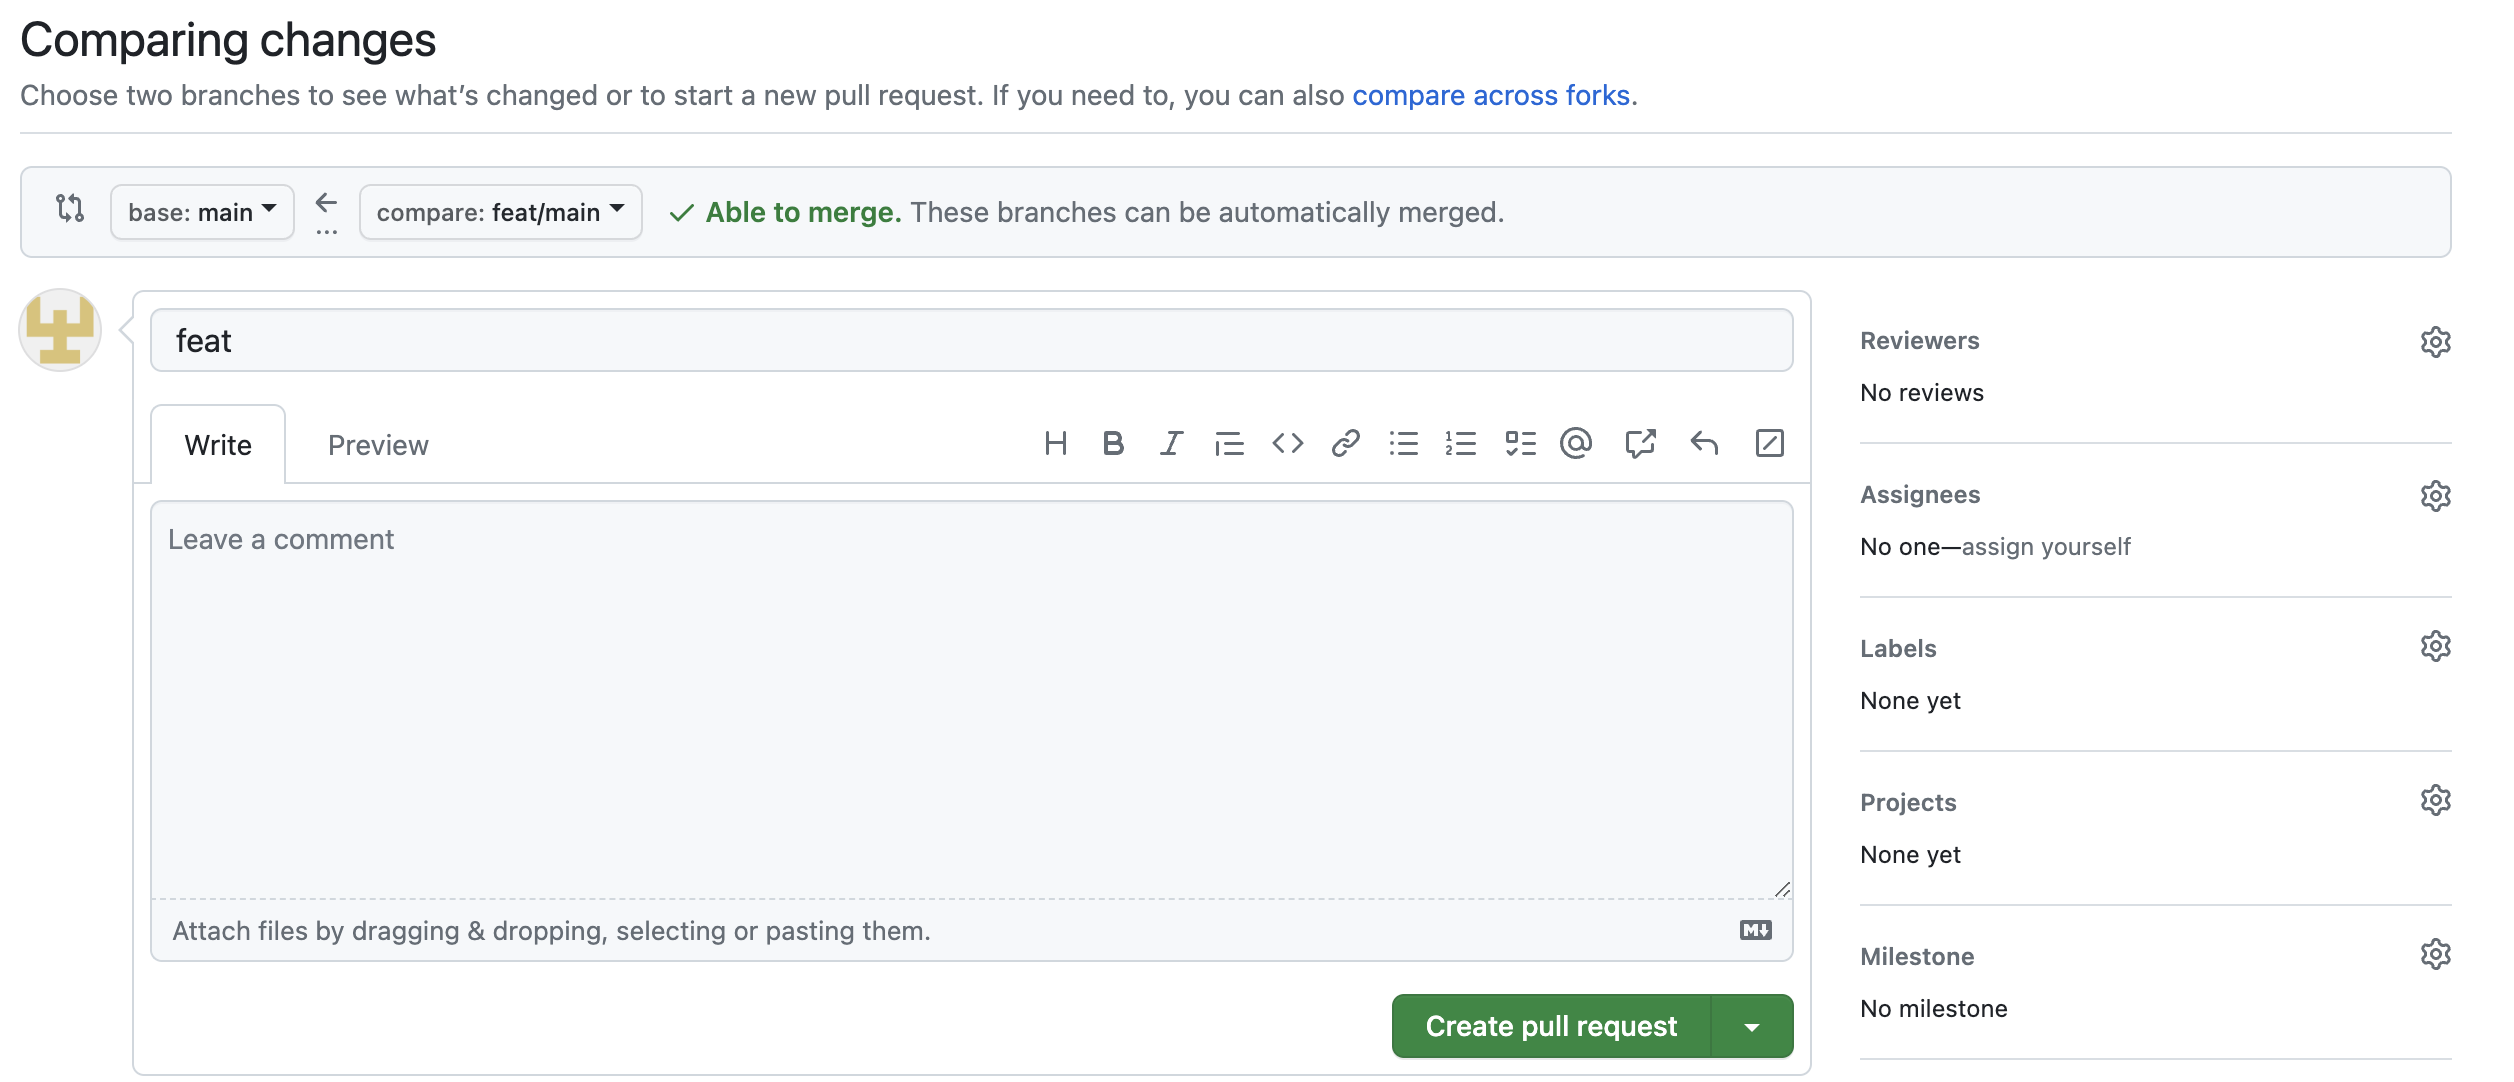 Comparing changes
Choose two branches to see what’s changed or to start a new pull request. If you need to, you can also compare across forks.
base: main ... compare: feat/main Able to merge. These branches can be automatically merged.
feat
Write Preview
Leave a comment
Attach files by dragging & dropping, selecting or pasting them.
Create pull request
Reviewers
No reviews
Assignees
No one—assign yourself
Labels
None yet
Projects
None yet
Milestone
No milestone